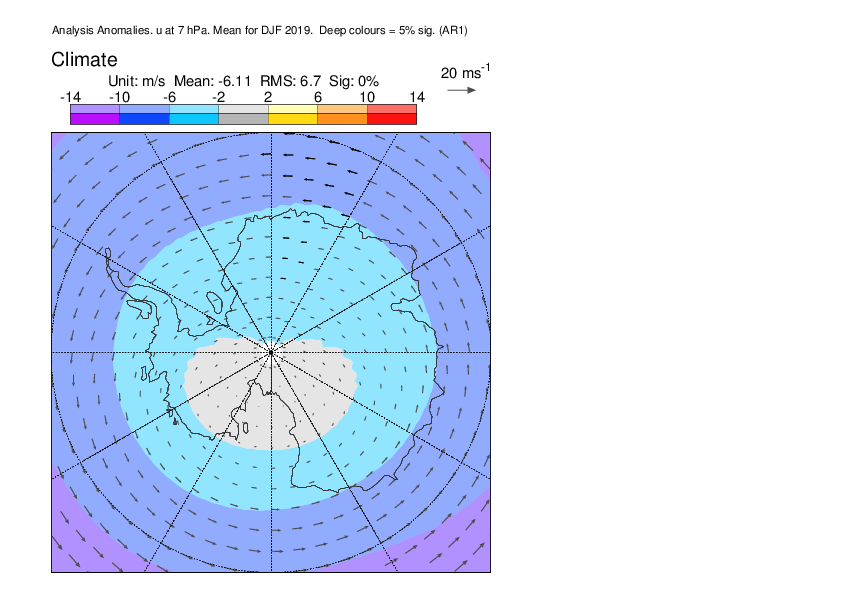 Analysis Anomalies. u at 7 hPa. Mean for DJF 2019.  Deep colours = 5% sig. (AR1)
Climate
20 ms-1
Unit: m/s  Mean: -6.11  RMS: 6.7  Sig: 0%
-14 -10 -6 -2 2 6 10 14